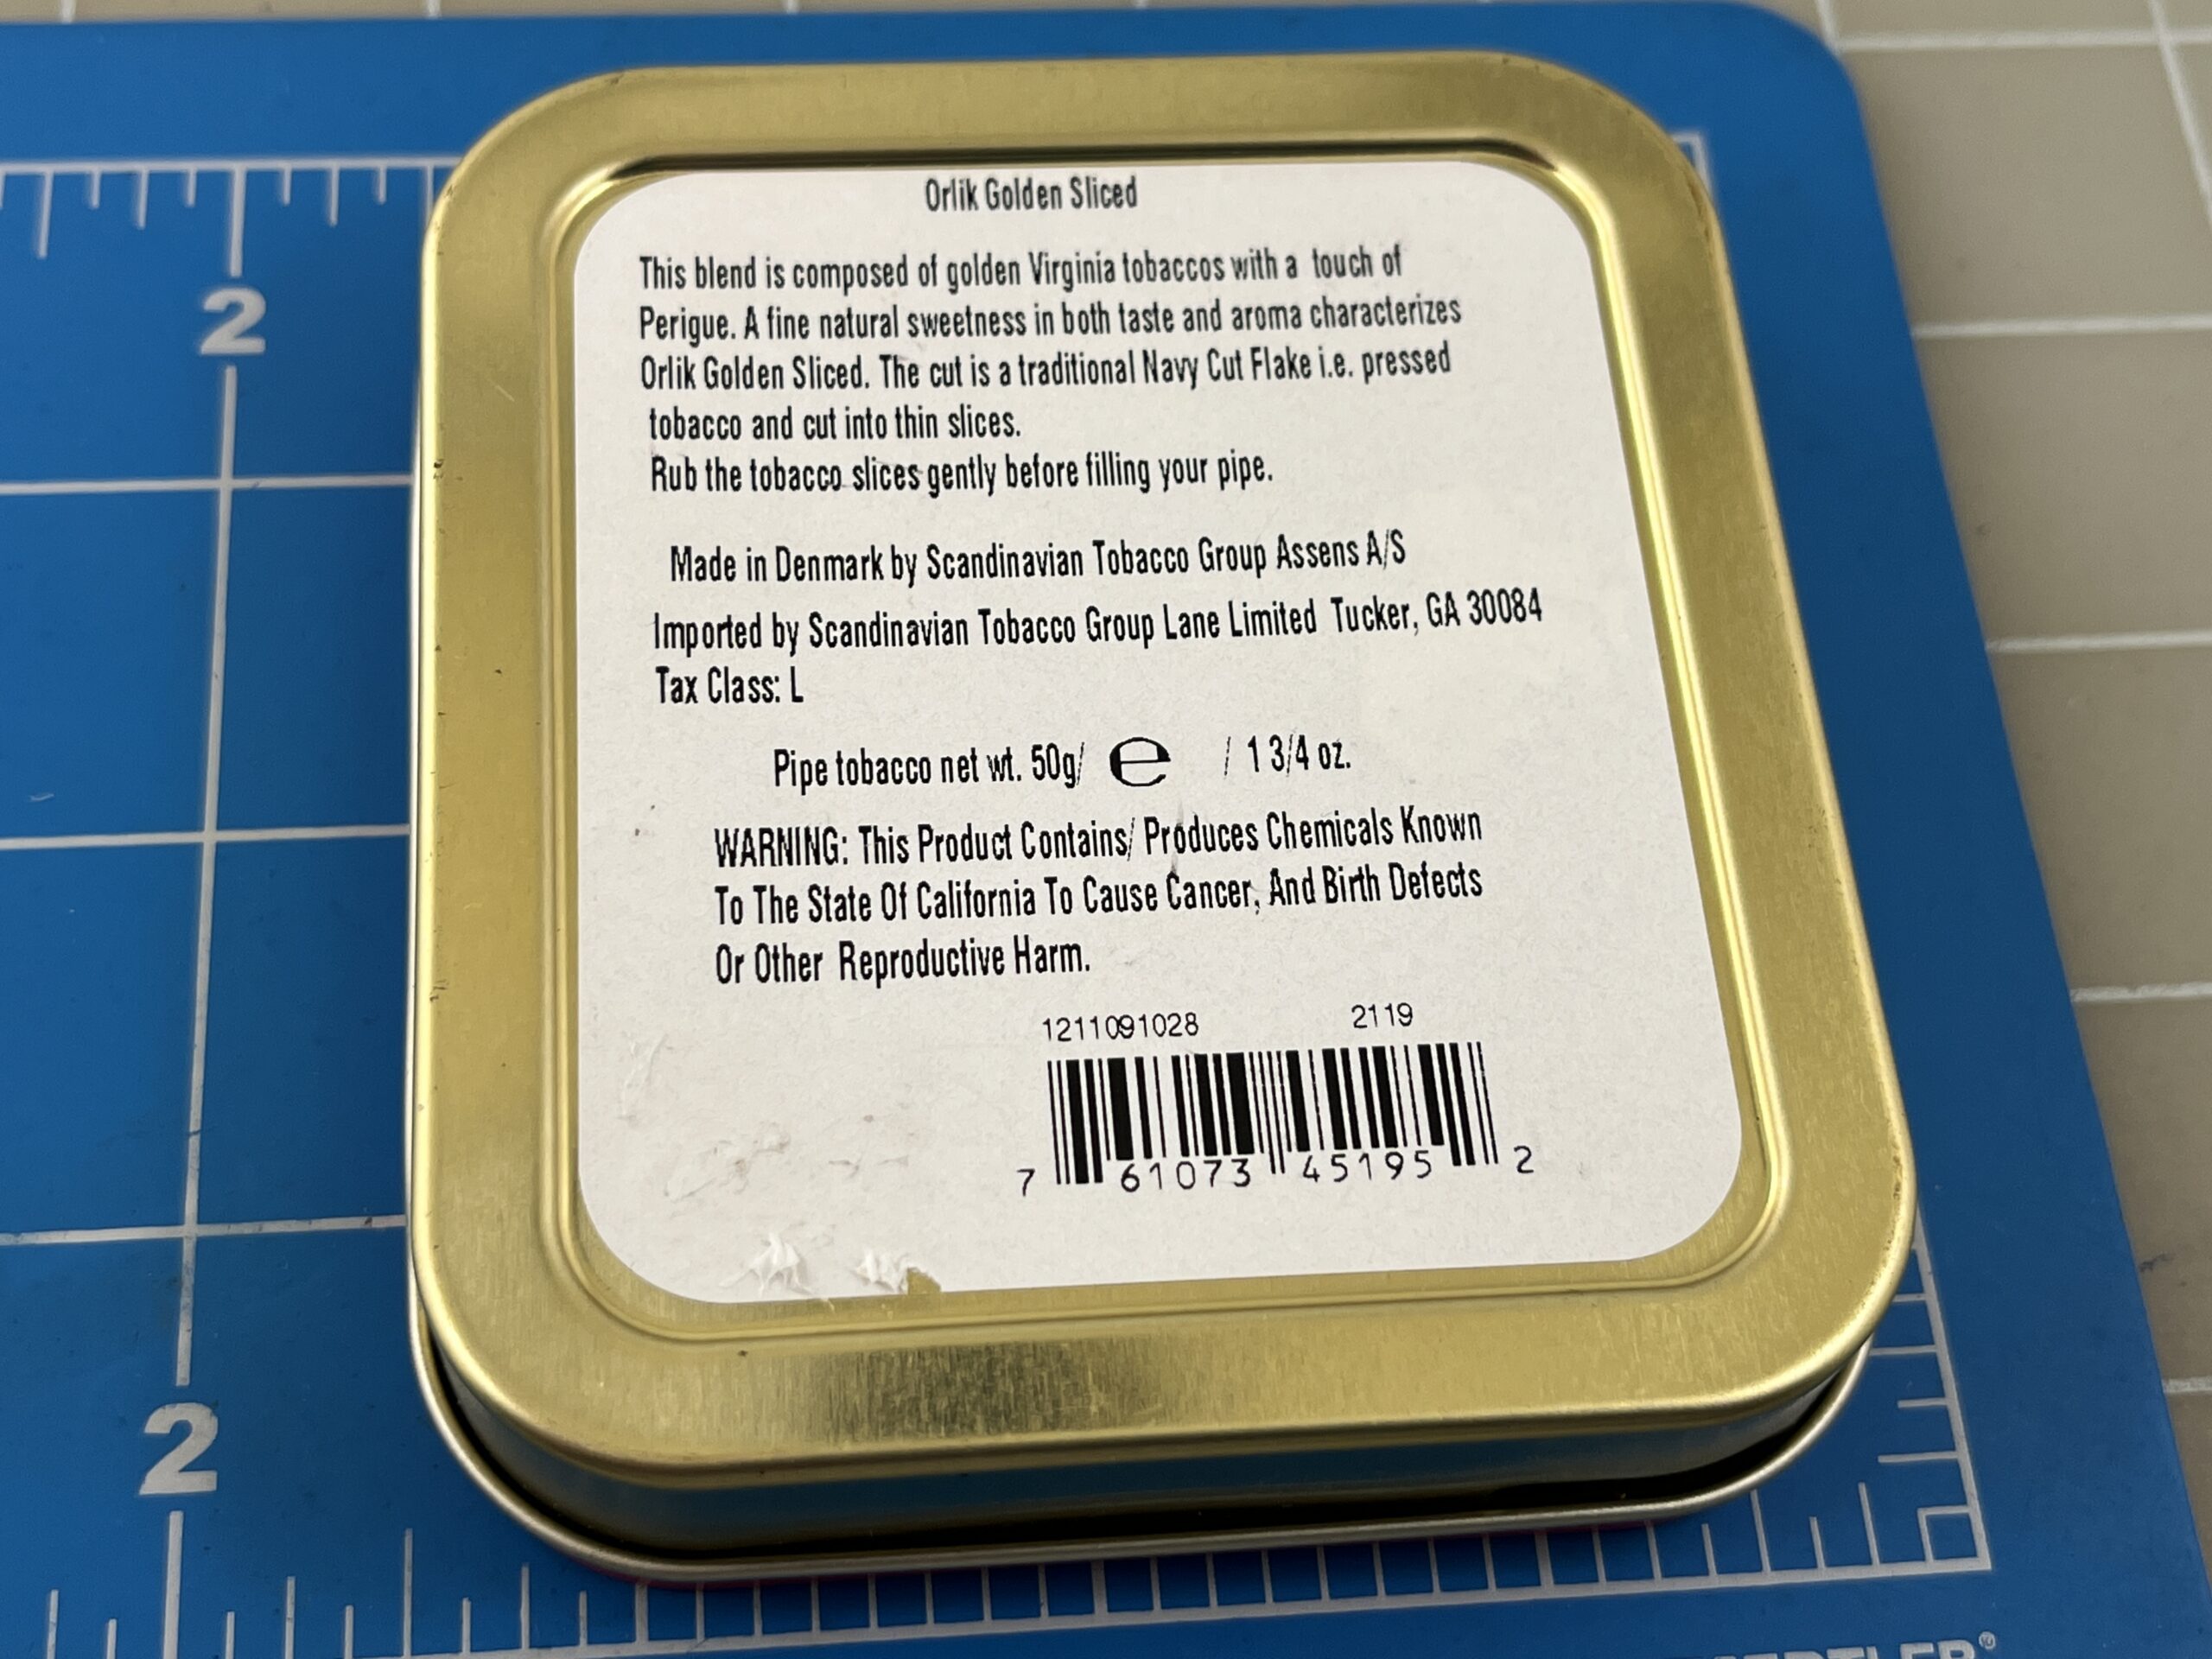 2
Orlik Golden Sliced
This blend is composed of golden Virginia tobaccos with a touch of
Perigue. A fine natural sweetness in both taste and aroma characterizes
Orlik Golden Sliced. The cut is a traditional Navy Cut Flake i.e. pressed
tobacco and cut into thin slices.
Rub the tobacco slices gently before filling your pipe.
Made in Denmark by Scandinavian Tobacco Group Assens A/S
Imported by Scandinavian Tobacco Group Lane Limited Tucker, GA 30084
Tax Class: L
Pipe tobacco net wt. 50g/ e / 1 3/4 oz.
WARNING: This Product Contains/ Produces Chemicals Known
To The State Of California To Cause Cancer, And Birth Defects
Or Other Reproductive Harm.
1211091028 2119
7 61073 45195 2
2